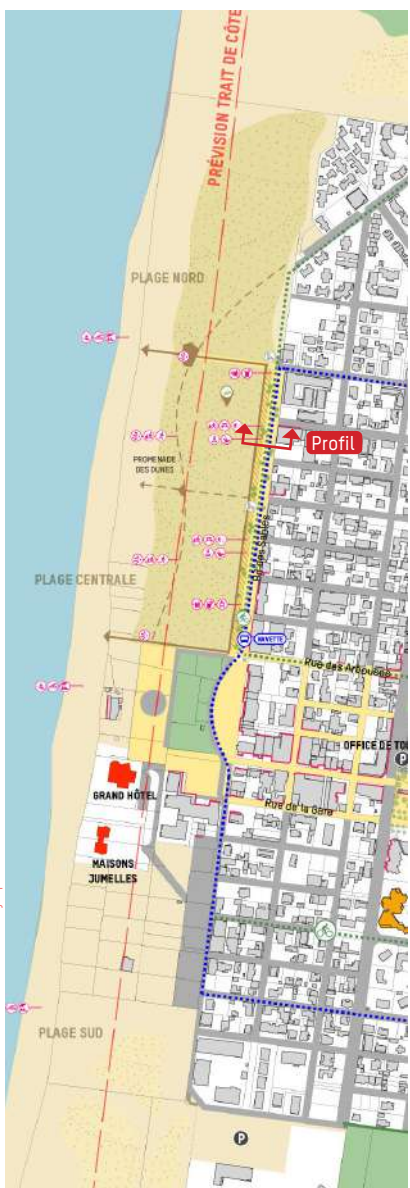 PRÉVISION TRAIT DE CÔTE
PLAGE NORD
Profil
PROMENADE
DES DUNES
PLAGE CENTRALE
NAVETTE
Rue des Arbousiers
OFFICE DE TOU
P
GRAND HÔTEL
Rue de la Gare
MAISONS
JUMELLES
PLAGE SUD
P